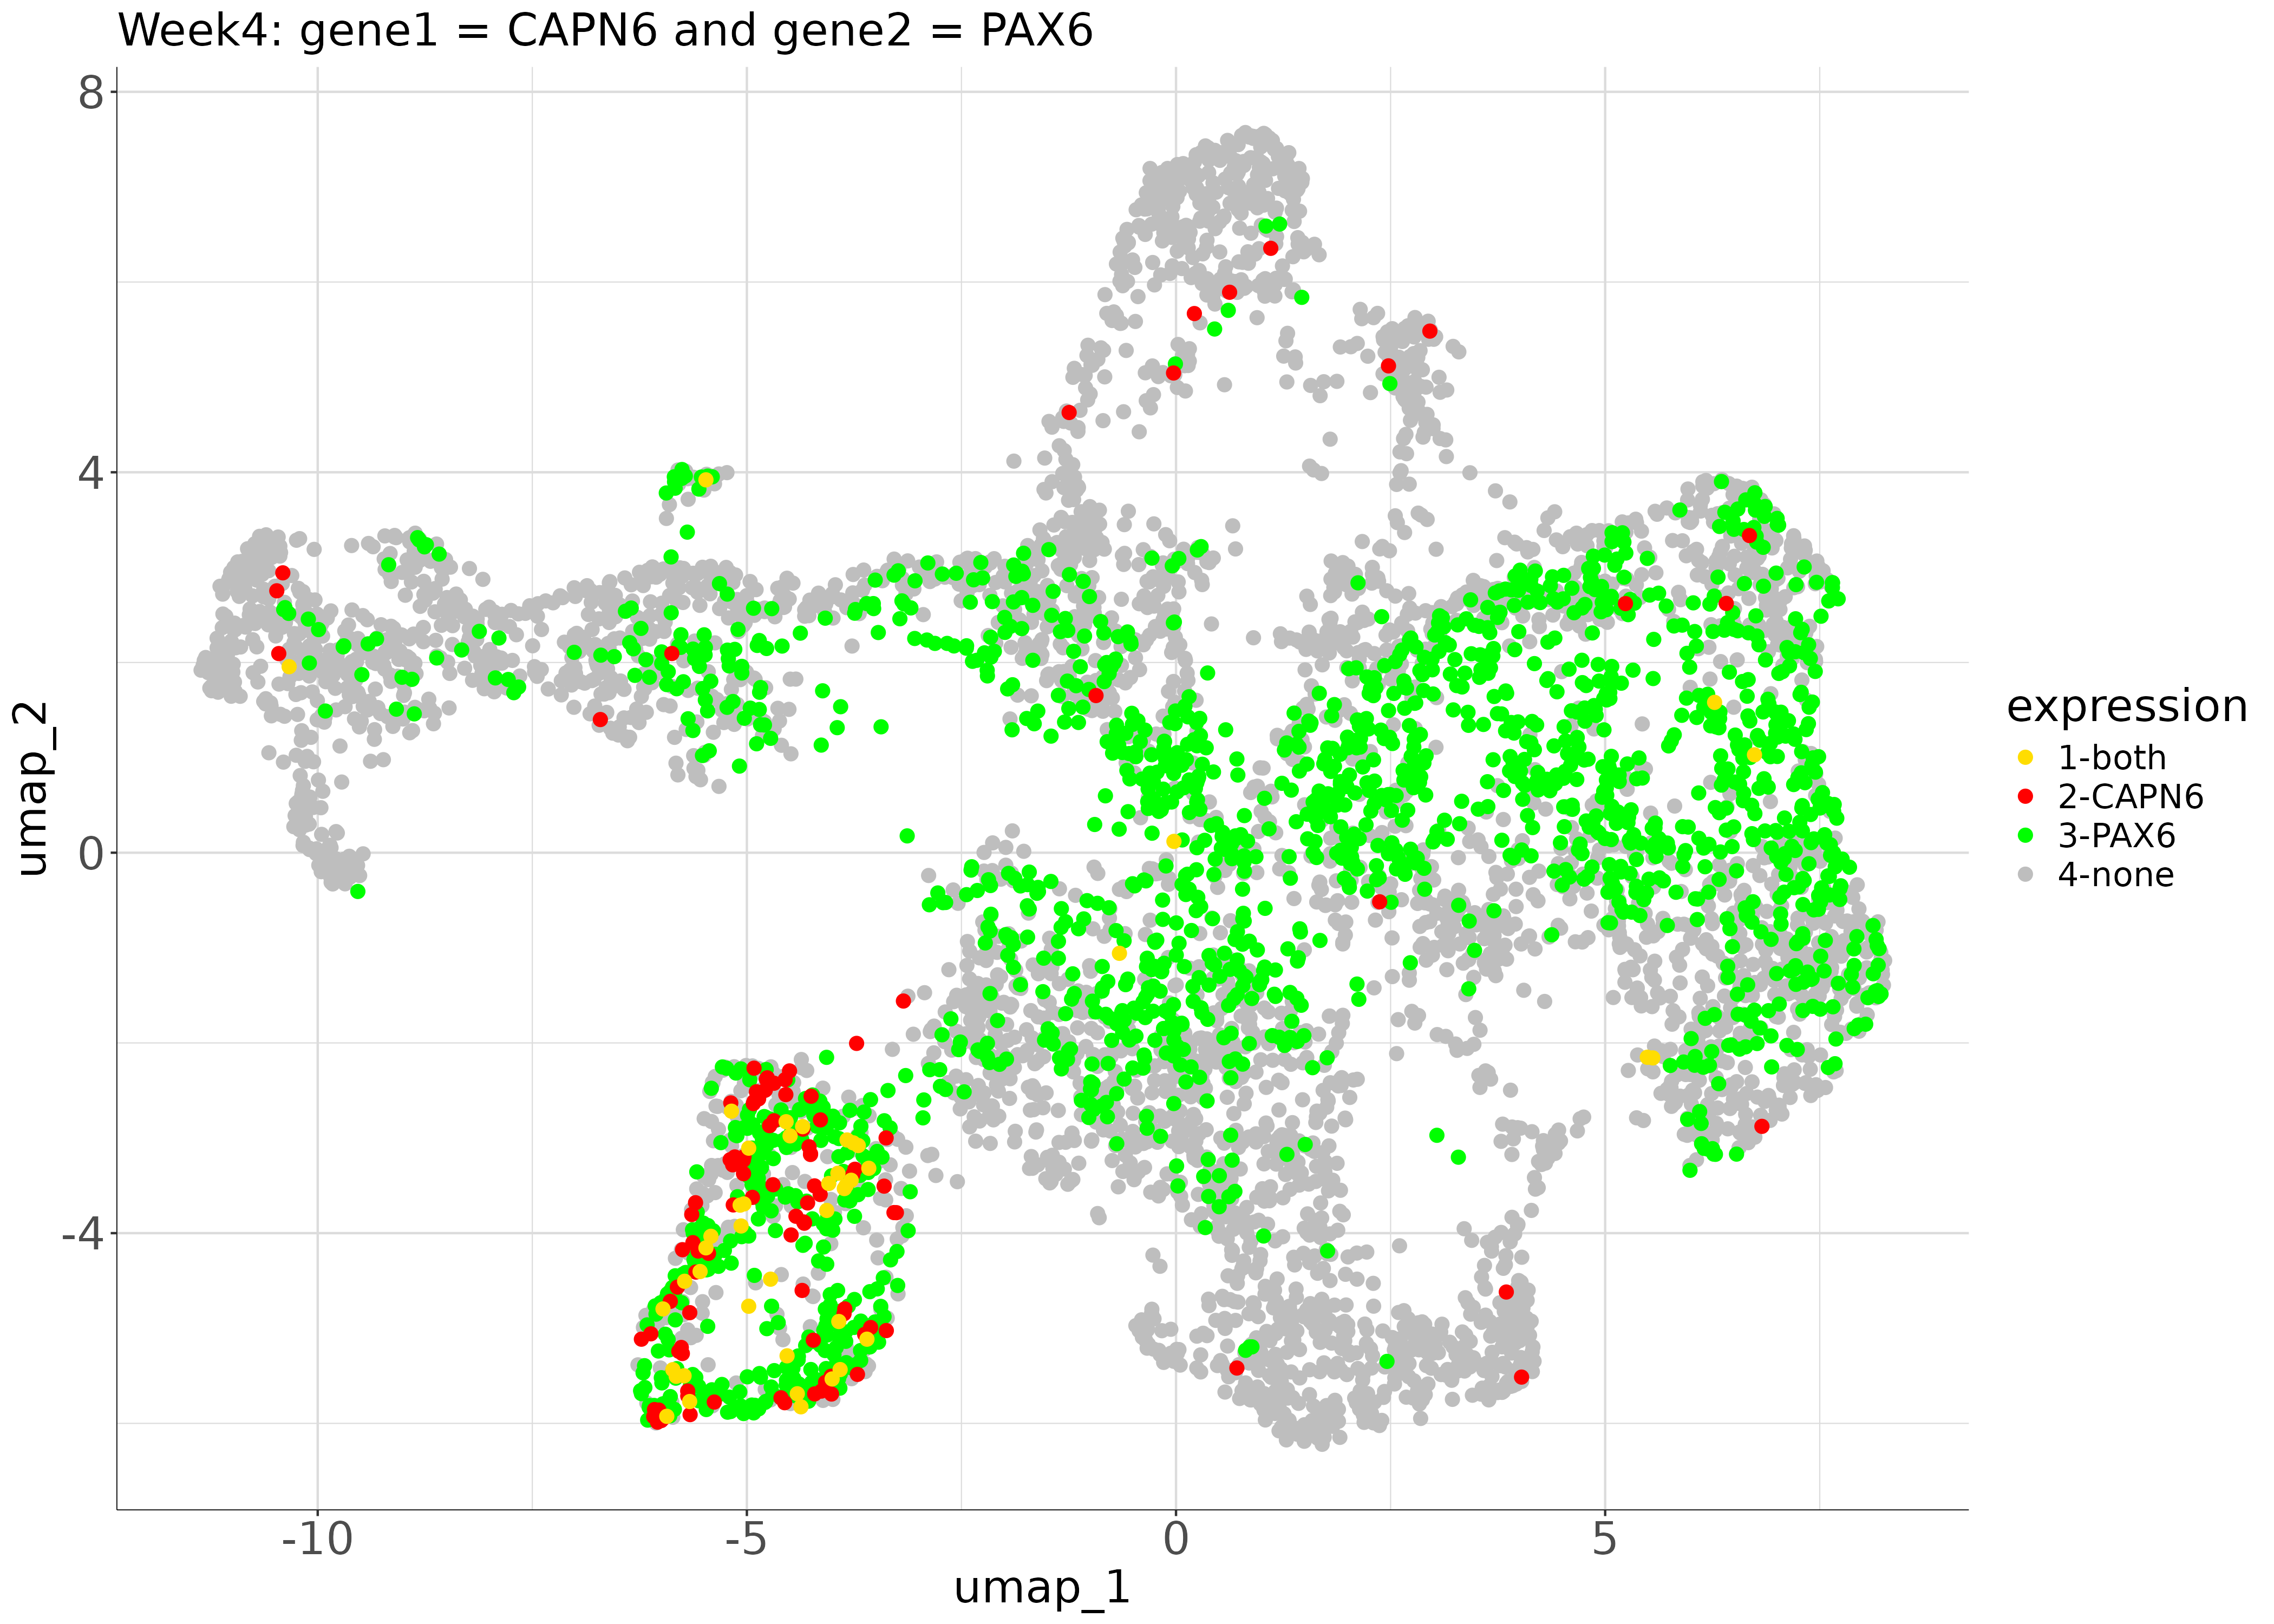 Week4: gene1 = CAPN6 and gene2 = PAX6
8
4
0
-4
umap_2
-10
-5
0
5
umap_1
expression
1-both
2-CAPN6
3-PAX6
4-none